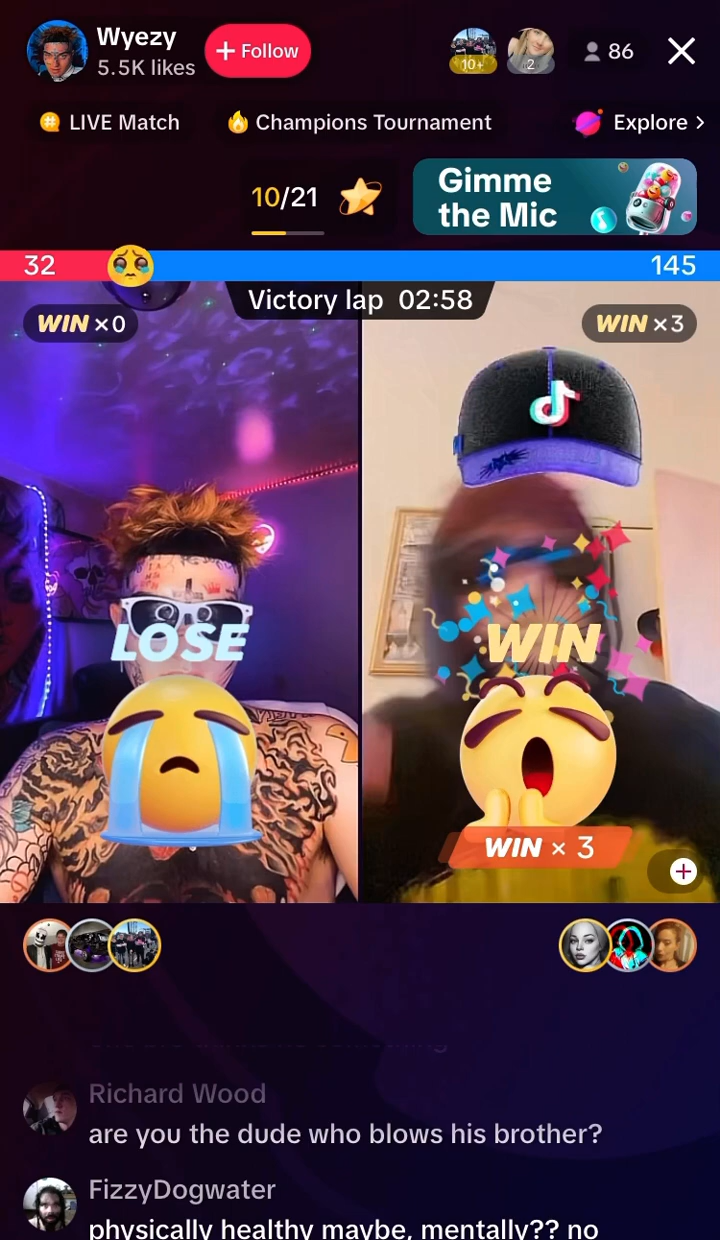 Wyezy
5.5K likes
+ Follow
10+
2
86
LIVE Match
Champions Tournament
Explore >
10/21
Gimme
the Mic
32
145
Victory lap 02:58
WIN ×0
WIN ×3
LOSE
WIN
WIN × 3
Richard Wood
are you the dude who blows his brother?
FizzyDogwater
physically healthy maybe, mentally?? no